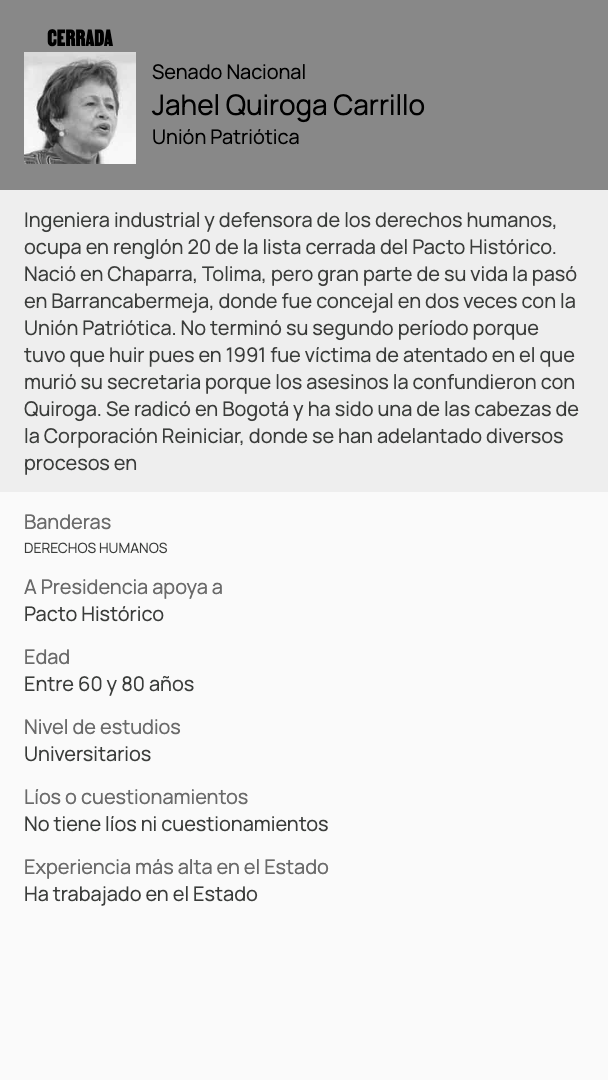 CERRADA
Senado Nacional
Jahel Quiroga Carrillo
Unión Patriótica
Ingeniera industrial y defensora de los derechos humanos,
ocupa en renglón 20 de la lista cerrada del Pacto Histórico.
Nació en Chaparra, Tolima, pero gran parte de su vida la pasó
en Barrancabermeja, donde fue concejal en dos veces con la
Unión Patriótica. No terminó su segundo período porque
tuvo que huir pues en 1991 fue víctima de atentado en el que
murió su secretaria porque los asesinos la confundieron con
Quiroga. Se radicó en Bogotá y ha sido una de las cabezas de
la Corporación Reiniciar, donde se han adelantado diversos
procesos en
Banderas
DERECHOS HUMANOS
A Presidencia apoya a
Pacto Histórico
Edad
Entre 60 y 80 años
Nivel de estudios
Universitarios
Líos o cuestionamientos
No tiene líos ni cuestionamientos
Experiencia más alta en el Estado
Ha trabajado en el Estado